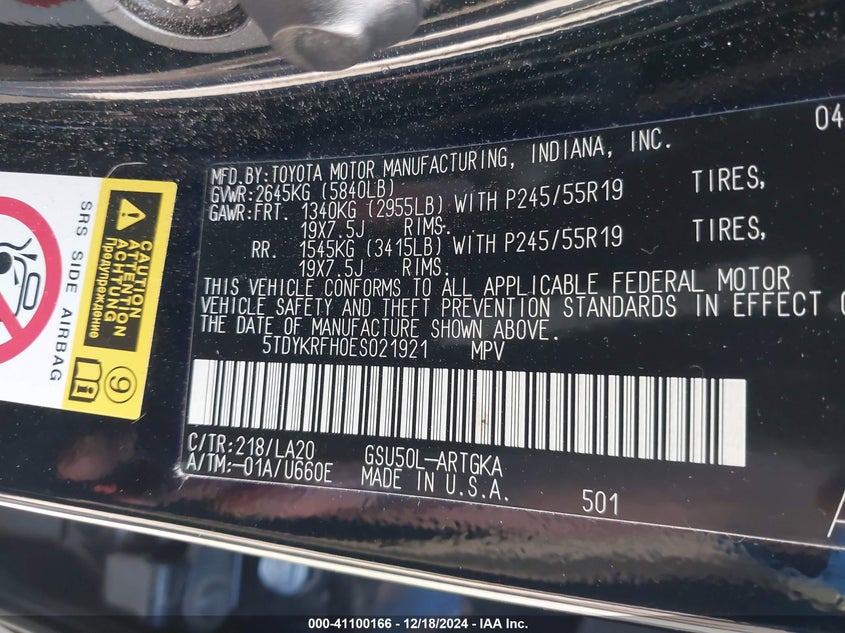 04
MFD.BY:TOYOTA MOTOR MANUFACTURING, INDIANA, INC.
GVWR:2645KG (5840LB)
GAWR:FRT. 1340KG (2955LB) WITH P245/55R19 TIRES,
19X7.5J RIMS.
RR. 1545KG (3415LB) WITH P245/55R19 TIRES,
19X7.5J RIMS.
THIS VEHICLE CONFORMS TO ALL APPLICABLE FEDERAL MOTOR
VEHICLE SAFETY AND THEFT PREVENTION STANDARDS IN EFFECT O
THE DATE OF MANUFACTURE SHOWN ABOVE.
5TDYKRFH0ES021921 MPV
C/TR:218/LA20 GSU50L-ARTGKA
A/TM:-01A/U660E MADE IN U.S.A.
501
SRS SIDE AIRBAG
CAUTION
ATTENTION
ACHTUNG
Предупреждение
9
i
000-41100166 - 12/18/2024 - IAA Inc.